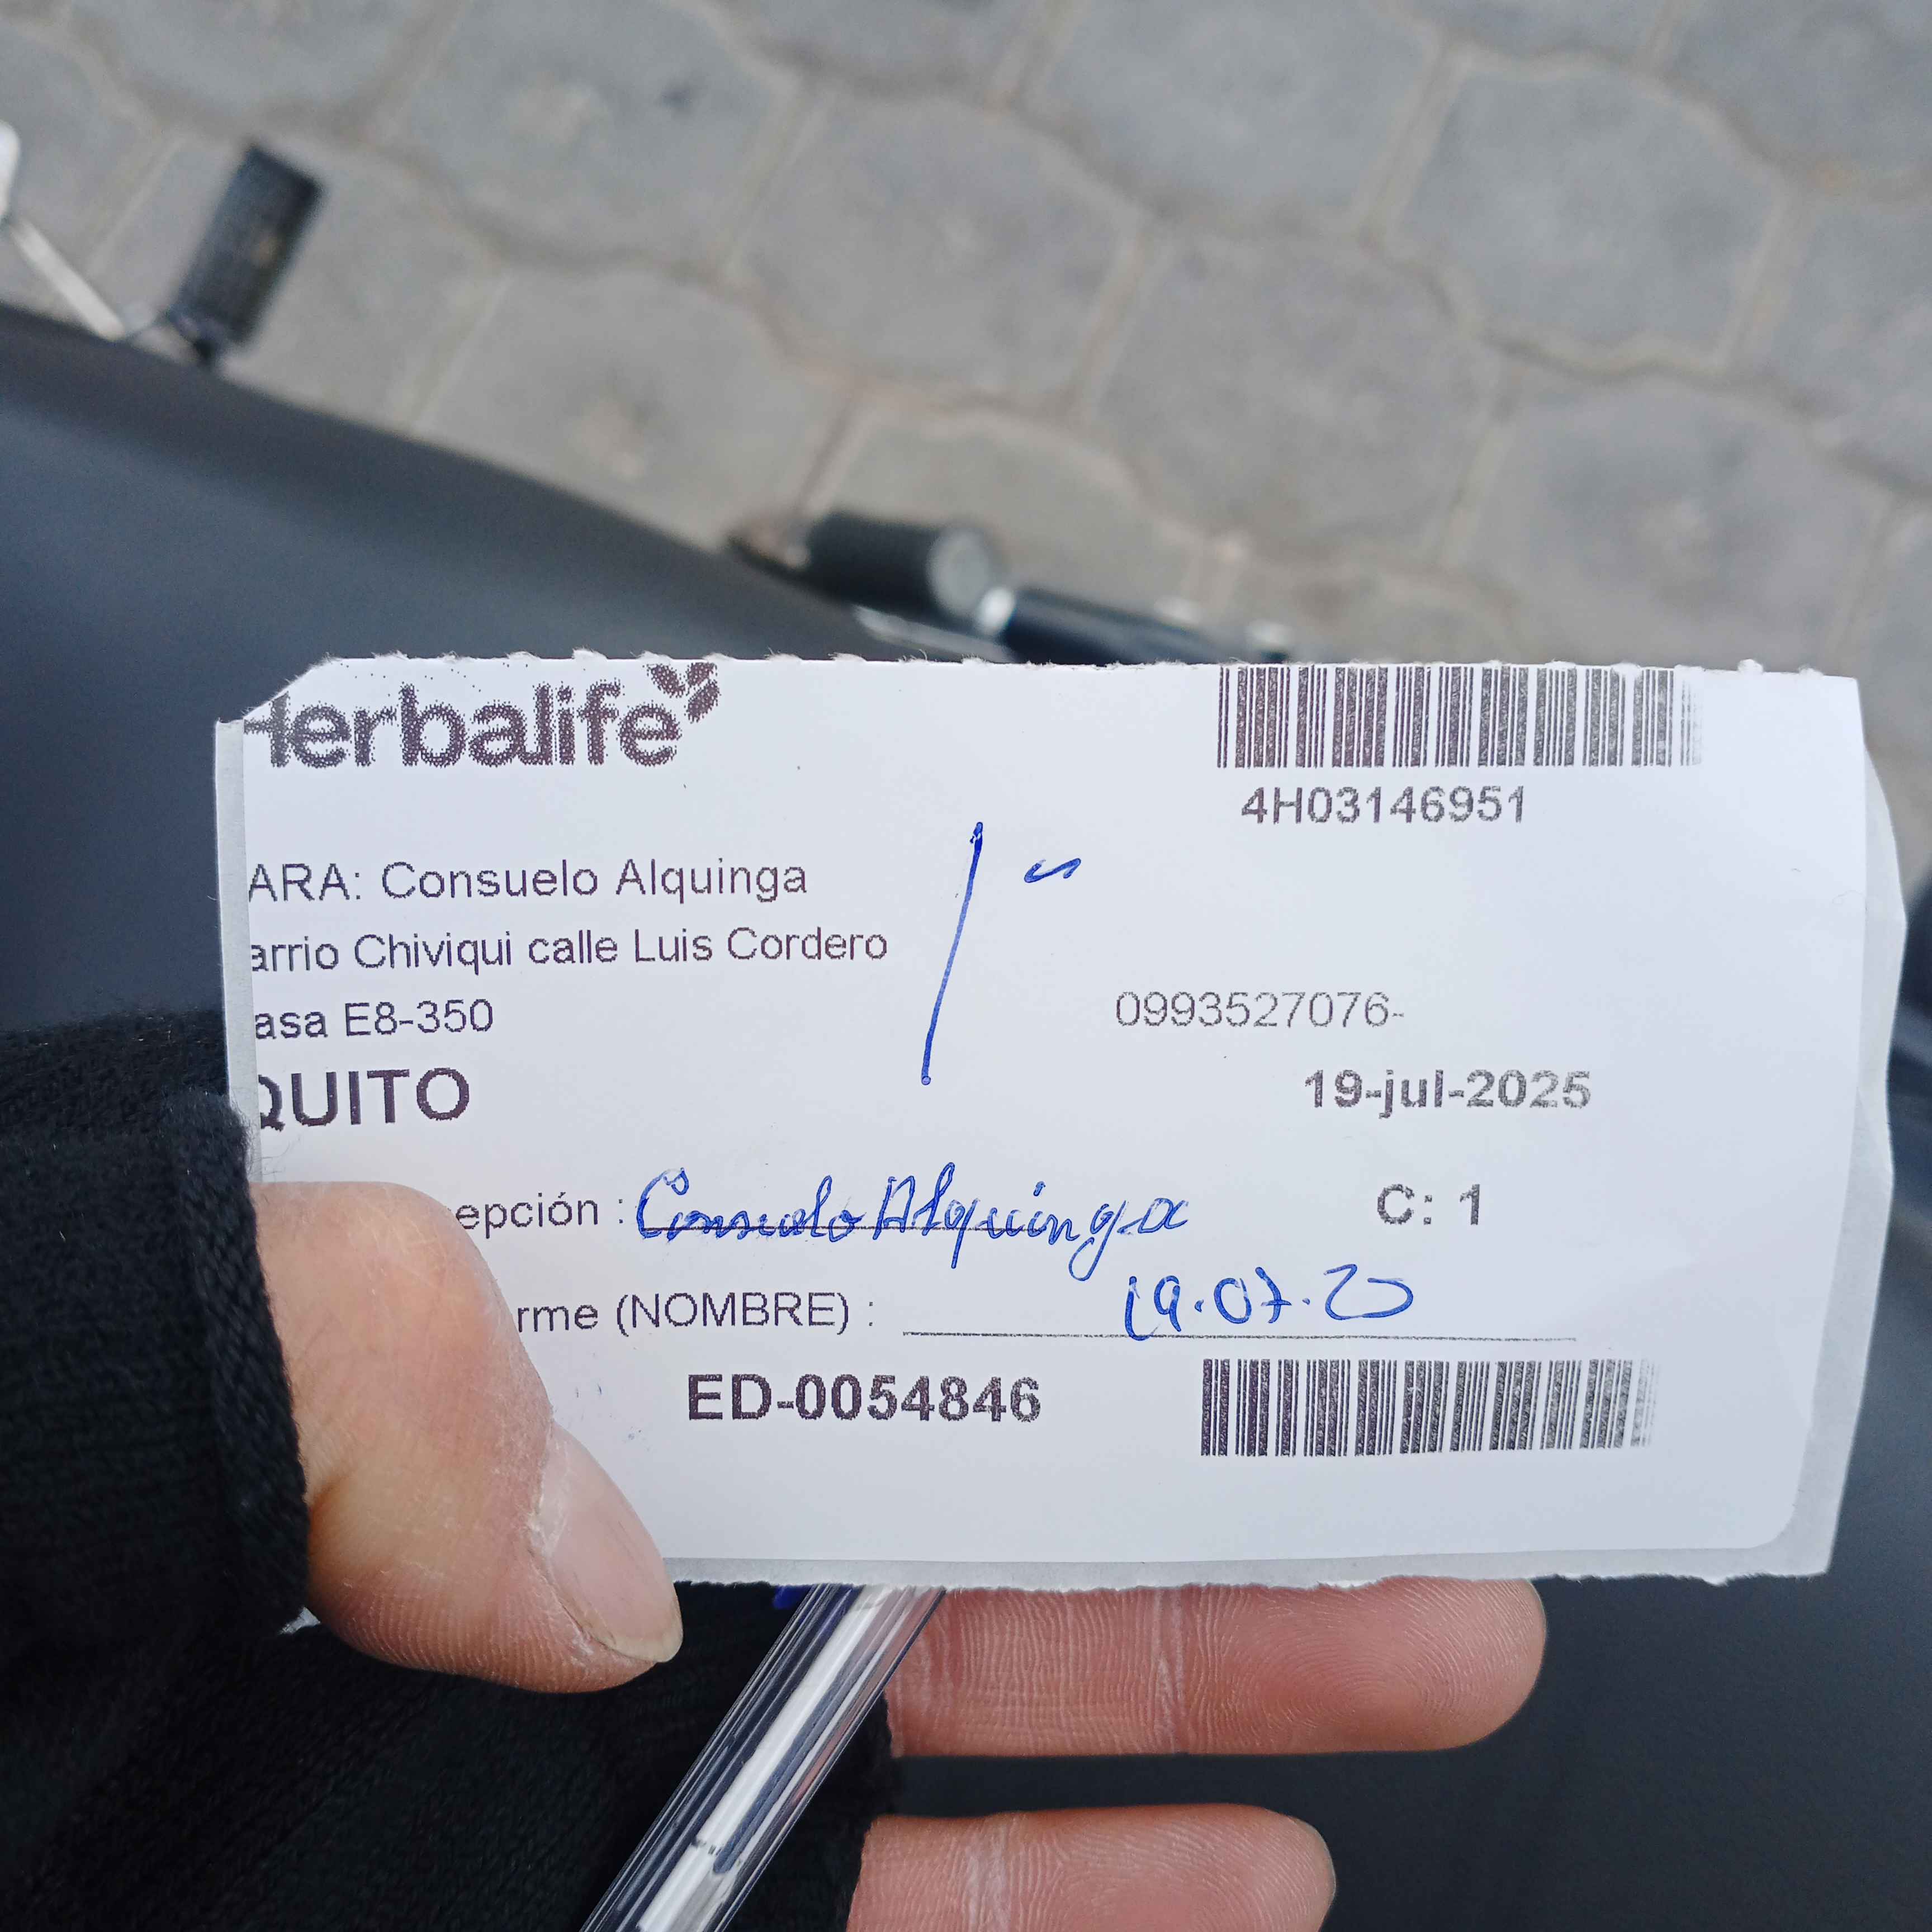 Herbalife
4H03146951
ARA: Consuelo Alquinga
arrio Chiviqui calle Luis Cordero
asa E8-350
0993527076-
QUITO
19-jul-2025
epción : Consuelo Alquinga
C: 1
rme (NOMBRE) : 19.07.25
ED-0054846